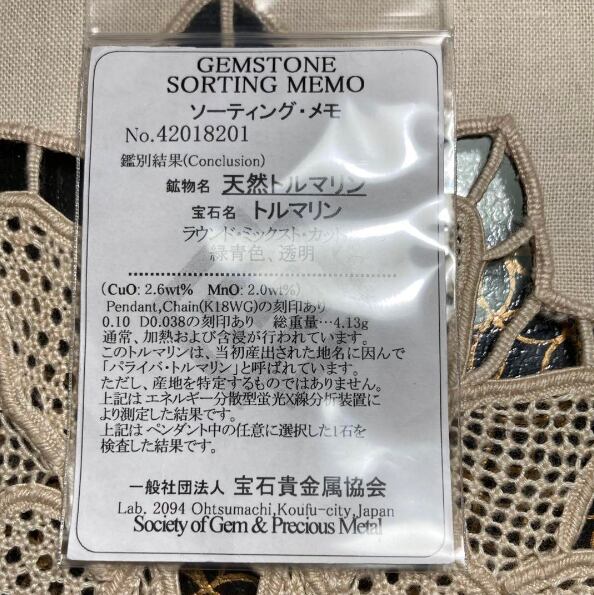 GEMSTONE
SORTING MEMO
ソーティング・メモ
No.42018201
鑑別結果(Conclusion)
鉱物名 天然トルマリン
宝石名 トルマリン
ラウンド・ミックスト・カット
緑青色、透明
(CuO: 2.6wt% MnO: 2.0wt%)
Pendant,Chain(K18WG)の刻印あり
0.10 D0.038の刻印あり 総重量…4.13g
通常、加熱および含浸が行われています。
このトルマリンは、当初産出された地名に因んで
「パライバ・トルマリン」と呼ばれています。
ただし、産地を特定するものではありません。
上記は エネルギー分散型蛍光X線分析装置に
より測定した結果です。
上記は ペンダント中の任意に選択した1石を
検査した結果です。
一般社団法人 宝石貴金属協会
Lab. 2094 Ohtsumachi,Koufu-city,Japan
Society of Gem & Precious Metal